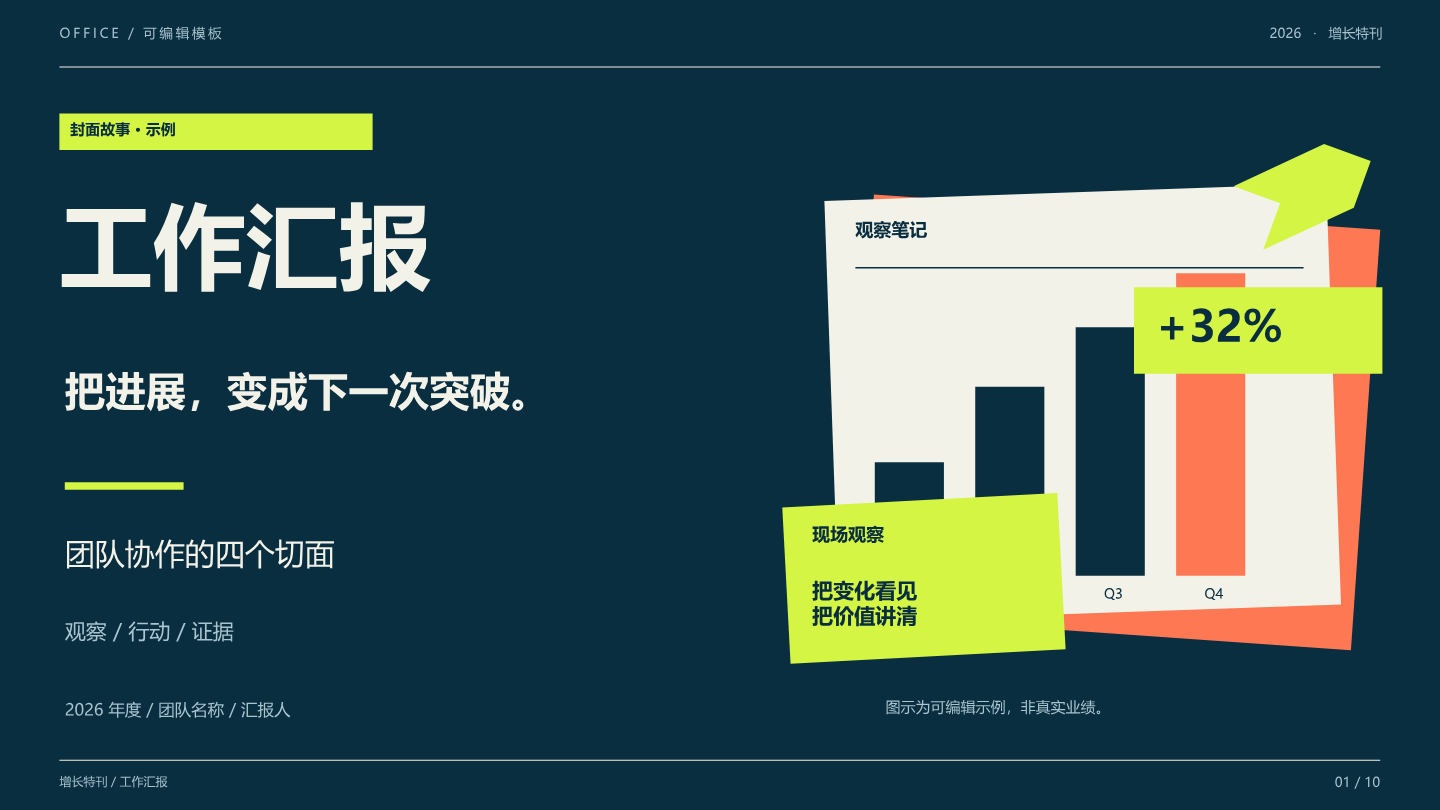 OFFICE / 可编辑模板
2026 · 增长特刊
封面故事·示例
工作汇报
把进展，变成下一次突破。
团队协作的四个切面
观察 / 行动 / 证据
2026 年度 / 团队名称 / 汇报人
观察笔记
+32%
现场观察
把变化看见
把价值讲清
Q3
Q4
图示为可编辑示例，非真实业绩。
增长特刊 / 工作汇报
01 / 10